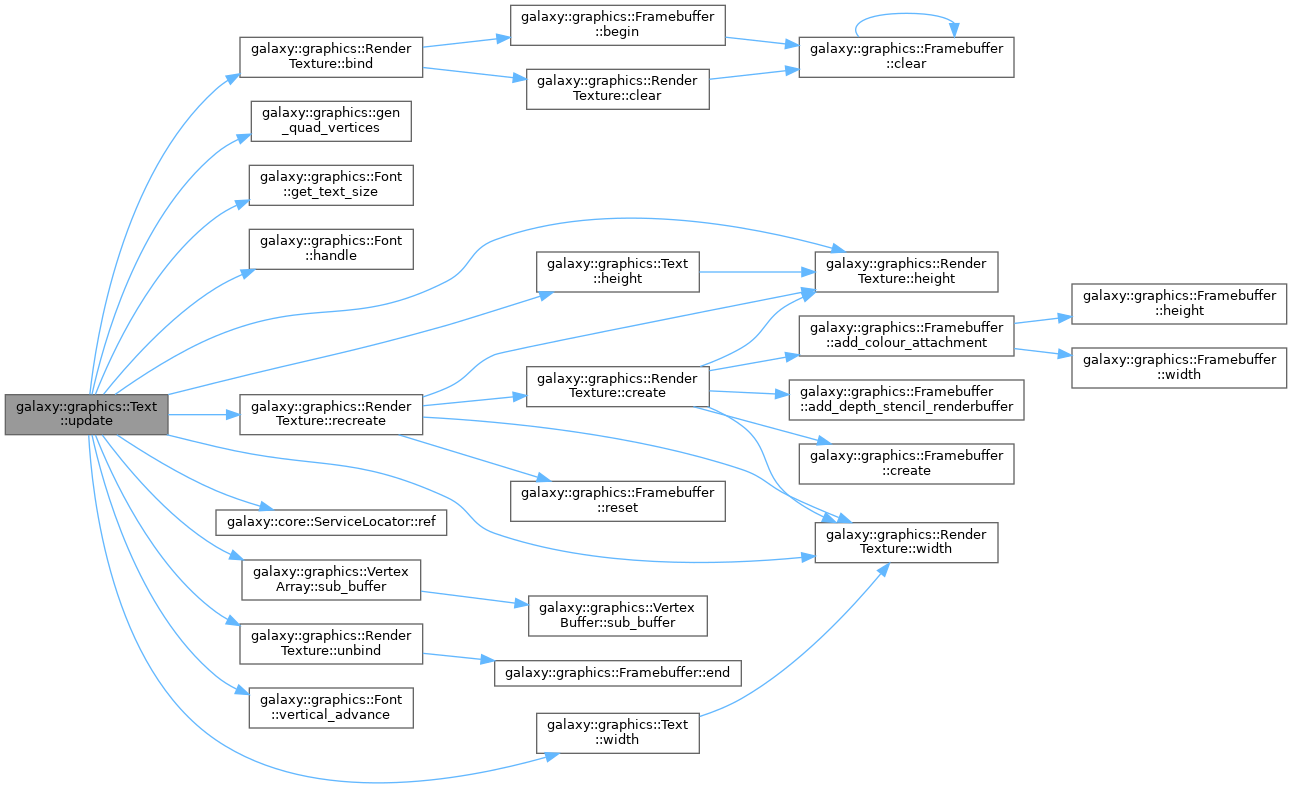 galaxy::graphics::Framebuffer
::begin
galaxy::graphics::Render
Texture::bind
galaxy::graphics::Framebuffer
::clear
galaxy::graphics::Render
Texture::clear
galaxy::graphics::gen
_quad_vertices
galaxy::graphics::Font
::get_text_size
galaxy::graphics::Font
::handle
galaxy::graphics::Text
::height
galaxy::graphics::Render
Texture::height
galaxy::graphics::Framebuffer
::height
galaxy::graphics::Framebuffer
::add_colour_attachment
galaxy::graphics::Framebuffer
::width
galaxy::graphics::Render
Texture::create
galaxy::graphics::Framebuffer
::add_depth_stencil_renderbuffer
galaxy::graphics::Text
::update
galaxy::graphics::Render
Texture::recreate
galaxy::graphics::Framebuffer
::create
galaxy::graphics::Framebuffer
::reset
galaxy::core::ServiceLocator::ref
galaxy::graphics::Render
Texture::width
galaxy::graphics::Vertex
Array::sub_buffer
galaxy::graphics::Vertex
Buffer::sub_buffer
galaxy::graphics::Render
Texture::unbind
galaxy::graphics::Framebuffer::end
galaxy::graphics::Font
::vertical_advance
galaxy::graphics::Text
::width